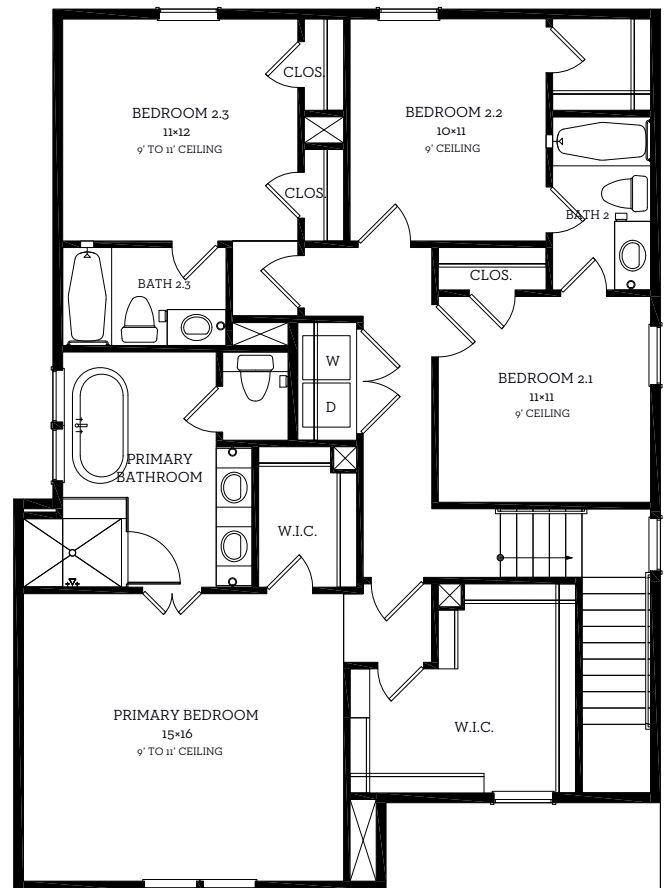 CLOS.
BEDROOM 2.3
11×12
9' TO 11' CEILING
BEDROOM 2.2
10×11
9' CEILING
CLOS.
BATH 2
BATH 2.3
CLOS.
W
D
BEDROOM 2.1
11×11
9' CEILING
PRIMARY
BATHROOM
W.I.C.
PRIMARY BEDROOM
15×16
9' TO 11' CEILING
W.I.C.